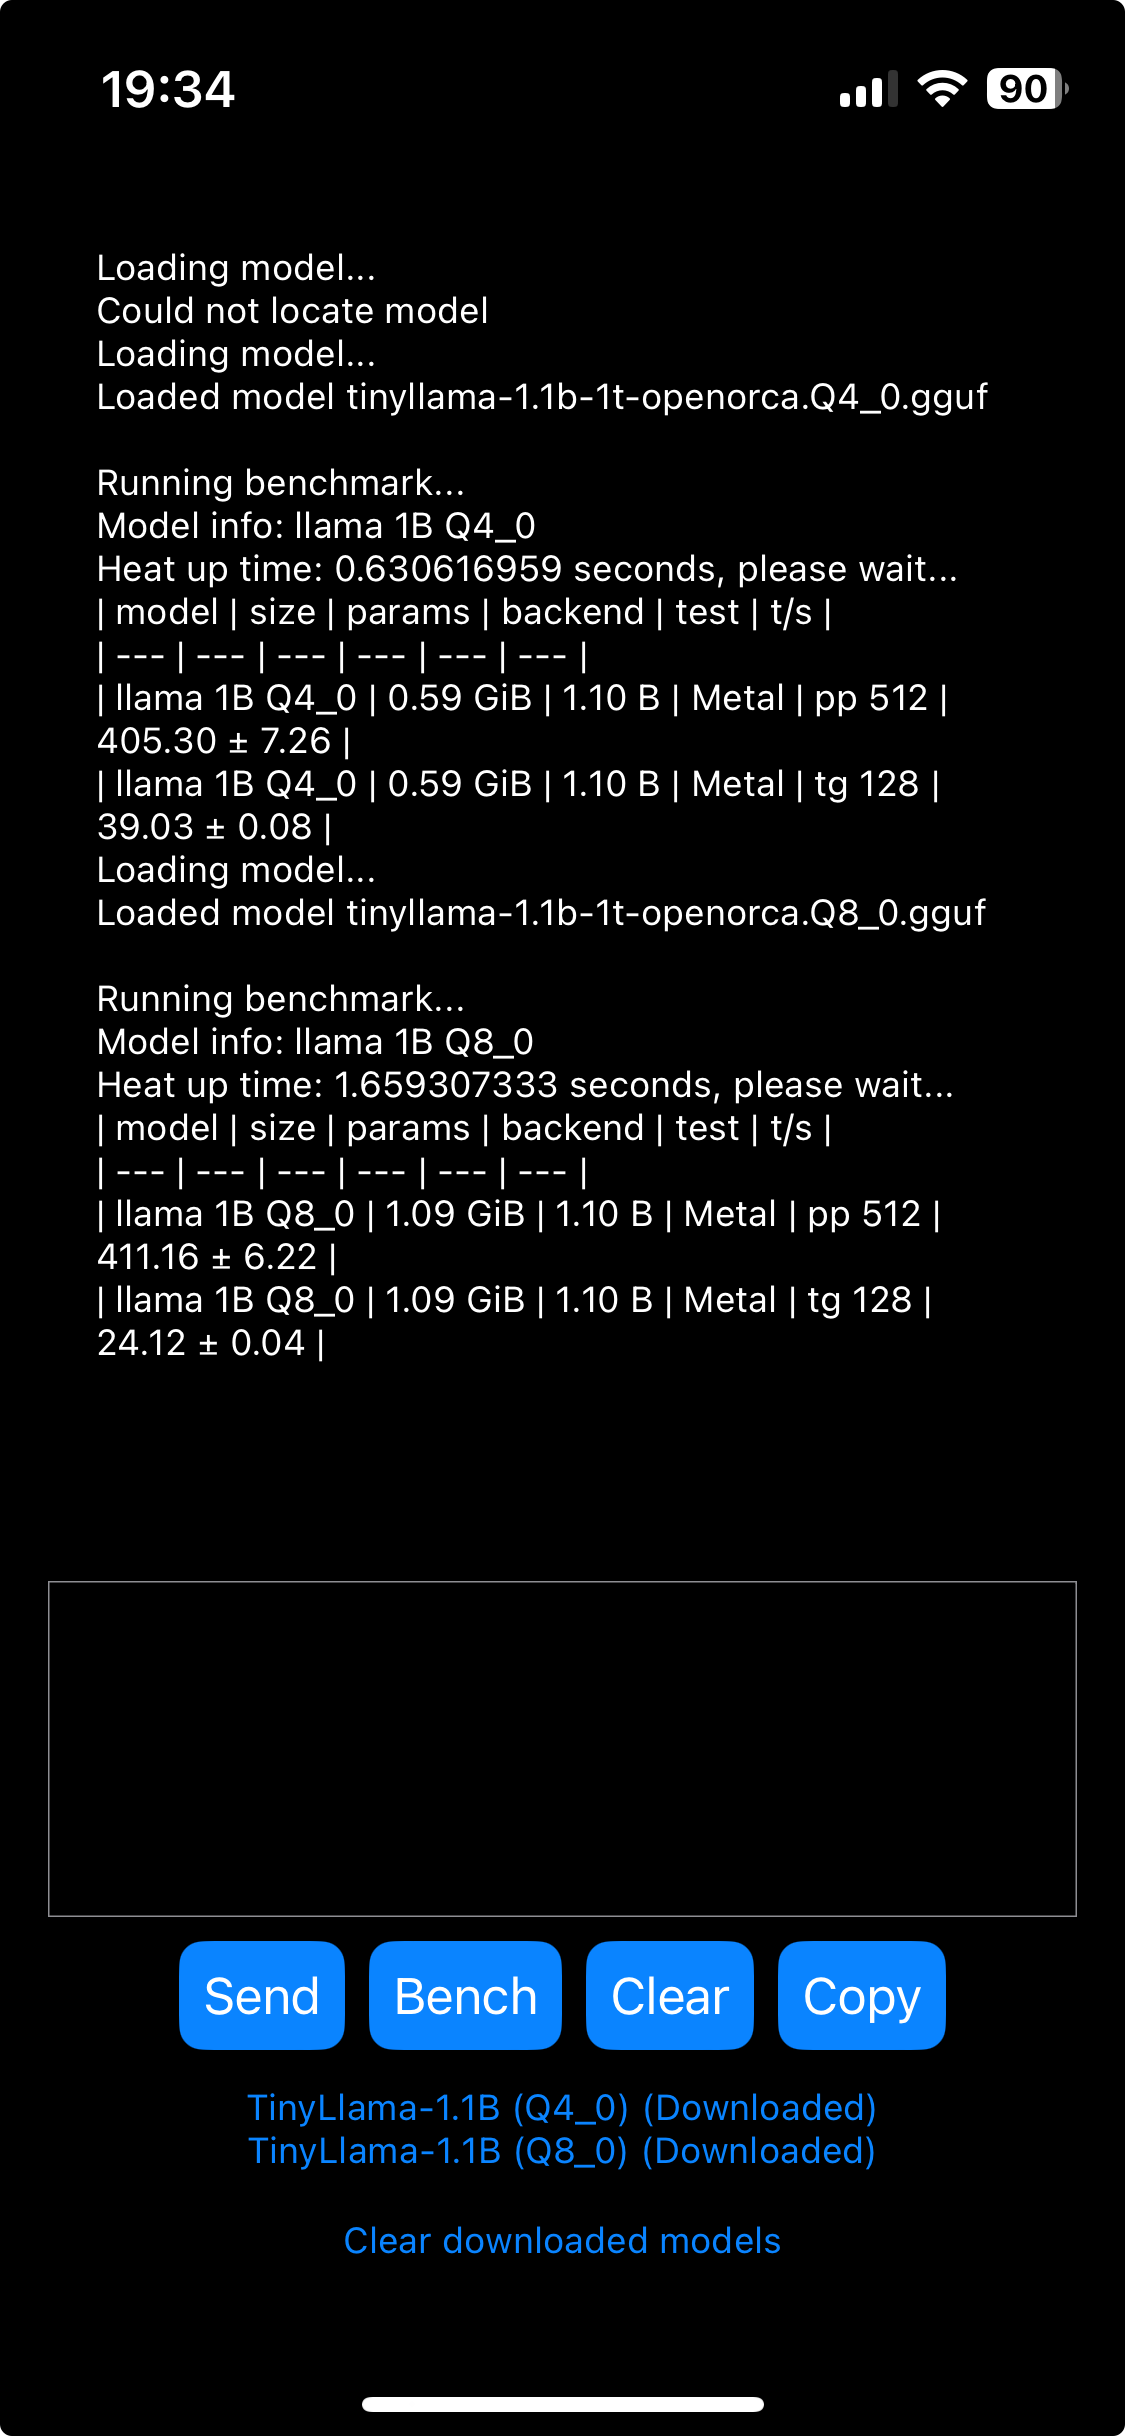 19:34
90
Loading model...
Could not locate model
Loading model...
Loaded model tinyllama-1.1b-1t-openorca.Q4_0.gguf
Running benchmark...
Model info: llama 1B Q4_0
Heat up time: 0.630616959 seconds, please wait...
| model | size | params | backend | test | t/s |
| --- | --- | --- | --- | --- | --- |
| llama 1B Q4_0 | 0.59 GiB | 1.10 B | Metal | pp 512 |
405.30 ± 7.26 |
| llama 1B Q4_0 | 0.59 GiB | 1.10 B | Metal | tg 128 |
39.03 ± 0.08 |
Loading model...
Loaded model tinyllama-1.1b-1t-openorca.Q8_0.gguf
Running benchmark...
Model info: llama 1B Q8_0
Heat up time: 1.659307333 seconds, please wait...
| model | size | params | backend | test | t/s |
| --- | --- | --- | --- | --- | --- |
| llama 1B Q8_0 | 1.09 GiB | 1.10 B | Metal | pp 512 |
411.16 ± 6.22 |
| llama 1B Q8_0 | 1.09 GiB | 1.10 B | Metal | tg 128 |
24.12 ± 0.04 |
Send Bench Clear Copy
TinyLlama-1.1B (Q4_0) (Downloaded)
TinyLlama-1.1B (Q8_0) (Downloaded)
Clear downloaded models